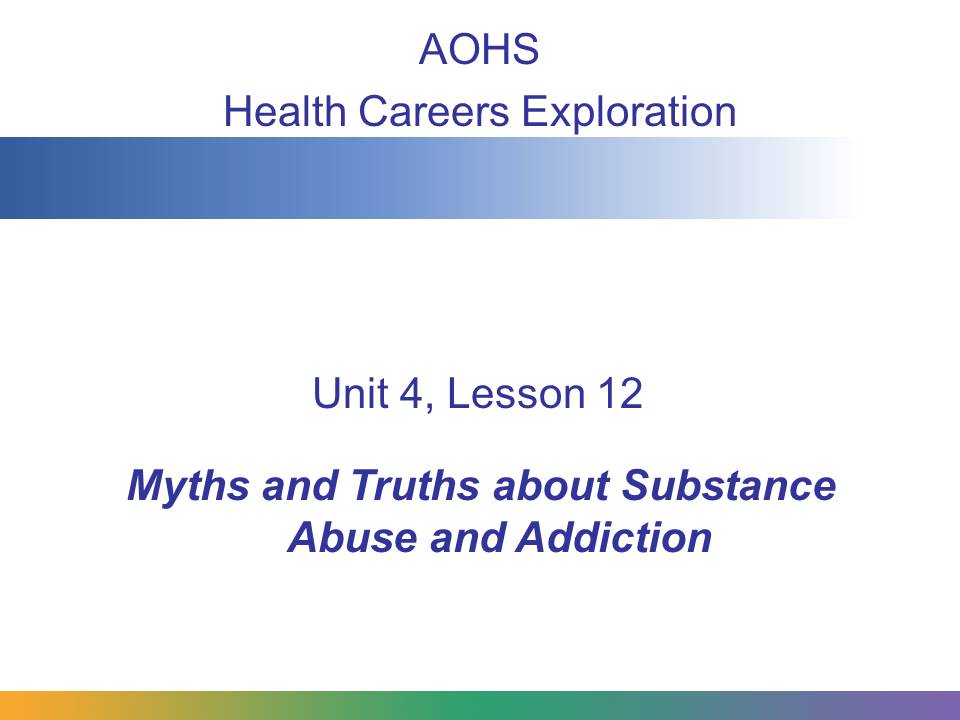 AOHS
Health Careers Exploration
Unit 4, Lesson 12
Myths and Truths about Substance
Abuse and Addiction